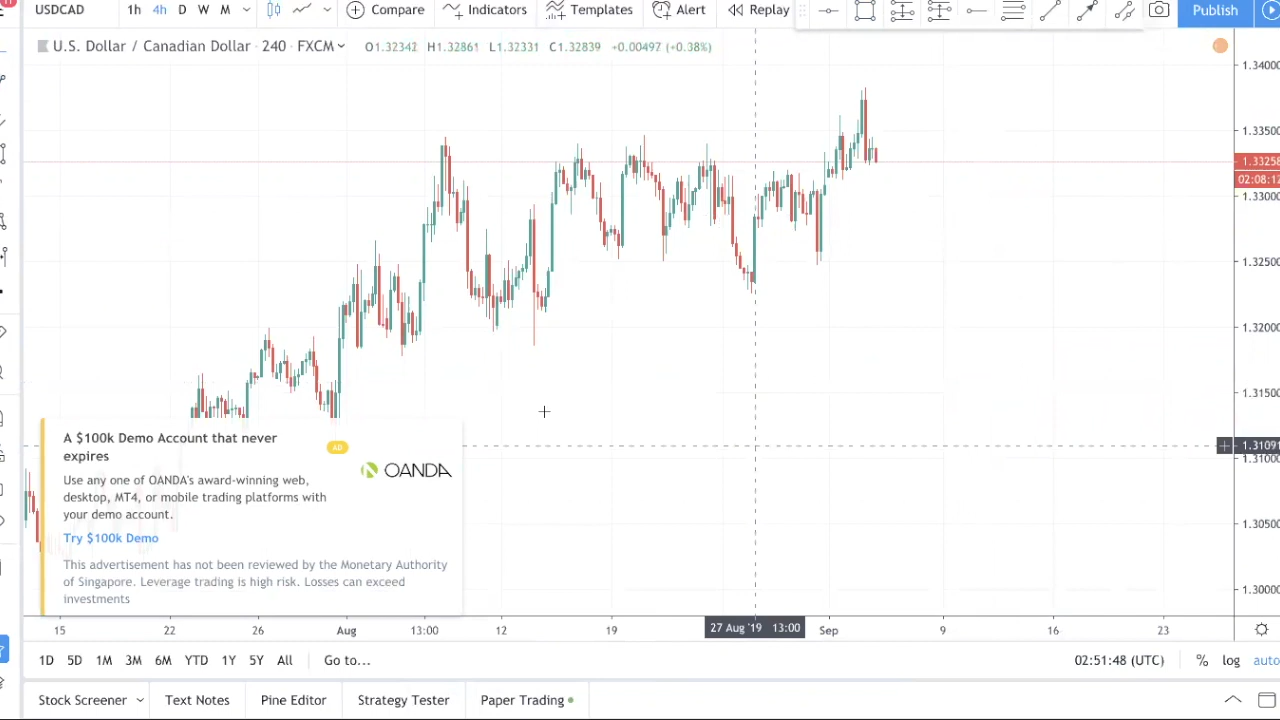 USDCAD 1h 4h D W M Compare Indicators Templates Alert Replay Publish
U.S. Dollar / Canadian Dollar · 240 · FXCM O1.32342 H1.32861 L1.32331 C1.32839 +0.00497 (+0.38%)
1.34000
1.33500
1.33258
02:08:12
1.33000
1.32500
1.32000
1.31500
A $100k Demo Account that never
expires
AD
OANDA
1.31091
1.31000
Use any one of OANDA's award-winning web,
desktop, MT4, or mobile trading platforms with
your demo account.
1.30500
Try $100k Demo
This advertisement has not been reviewed by the Monetary Authority
of Singapore. Leverage trading is high risk. Losses can exceed
investments
1.30000
15 22 26 Aug 13:00 12 19 27 Aug '19 13:00 Sep 9 16 23
1D 5D 1M 3M 6M YTD 1Y 5Y All Go to... 02:51:48 (UTC) % log auto
Stock Screener Text Notes Pine Editor Strategy Tester Paper Trading